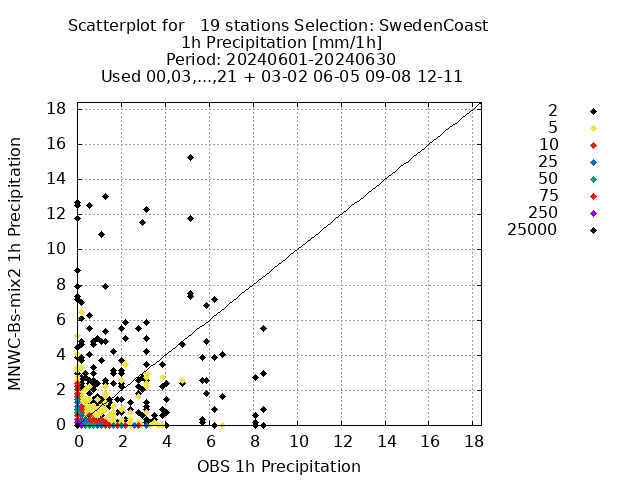 Scatterplot for 19 stations Selection: SwedenCoast
1h Precipitation [mm/1h]
Period: 20240601-20240630
Used 00,03,...,21 + 03-02 06-05 09-08 12-11
MNWC-Bs-mix2 1h Precipitation
18
16
14
12
10
8
6
4
2
0
0 2 4 6 8 10 12 14 16 18
OBS 1h Precipitation
2
5
10
25
50
75
250
25000